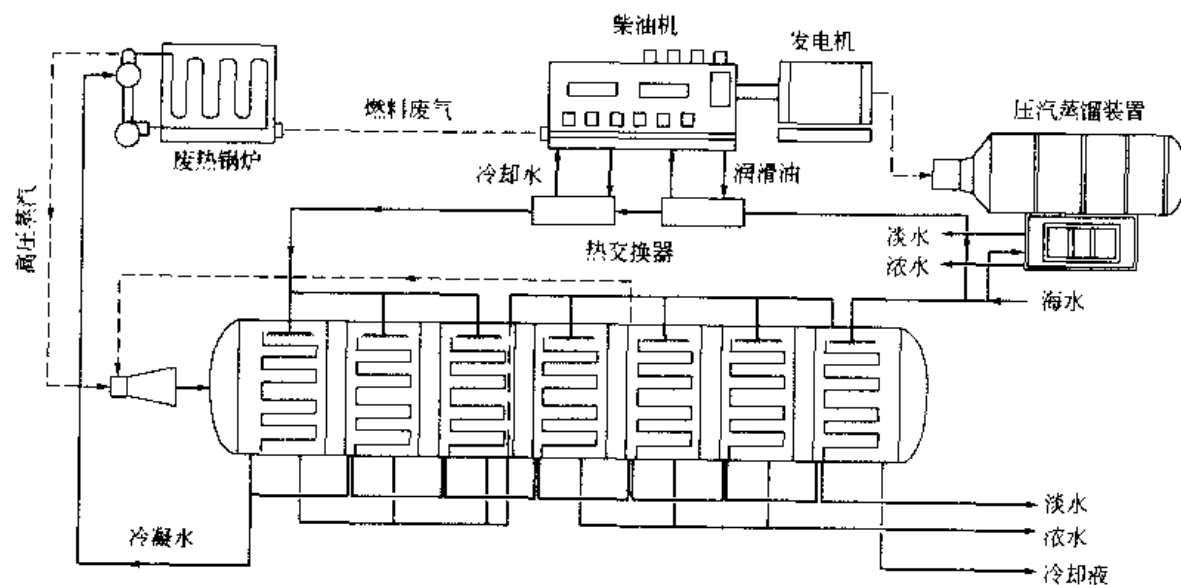 柴油机
发电机
燃料废气
压汽蒸馏装置
废热锅炉
冷却水
润滑油
高压蒸汽
热交换器
淡水
浓水
海水
淡水
冷凝水
浓水
冷却液